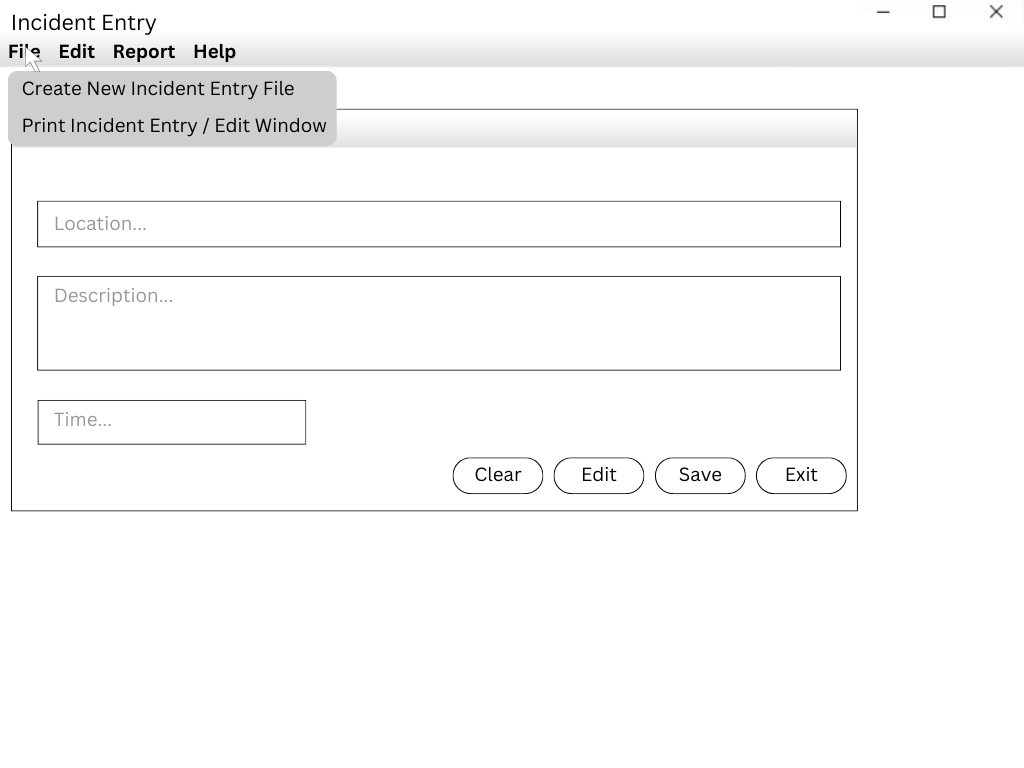 Incident Entry
File Edit Report Help
Create New Incident Entry File
Print Incident Entry / Edit Window
Location...
Description...
Time...
Clear Edit Save Exit